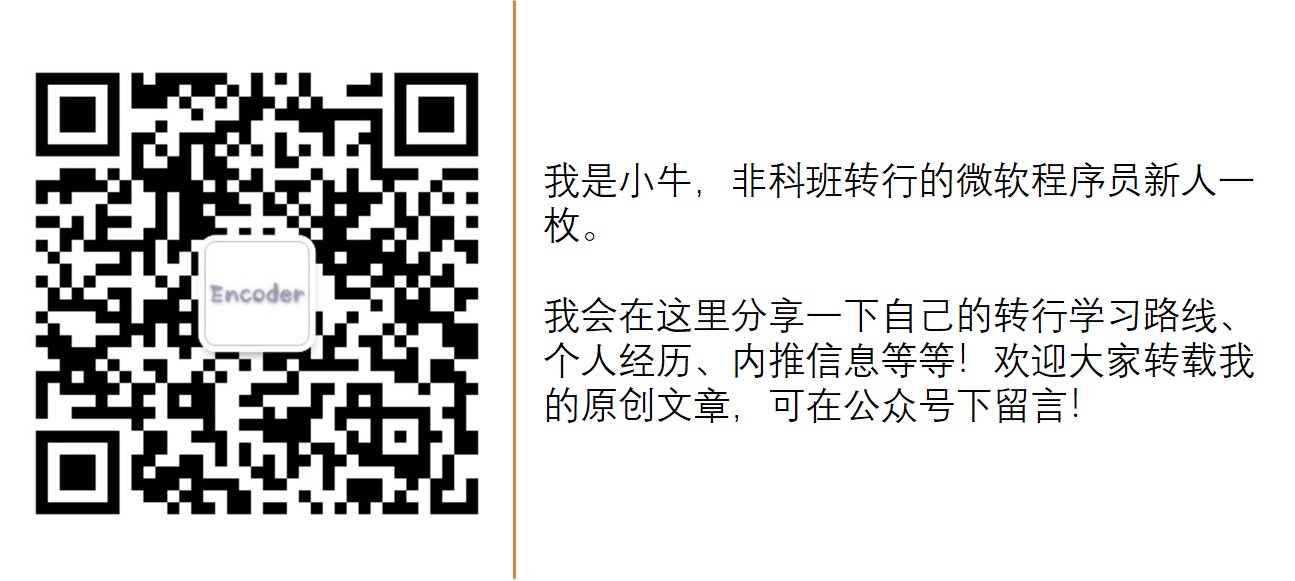 Encoder
我是小牛，非科班转行的微软程序员新人一
枚。
我会在这里分享一下自己的转行学习路线、
个人经历、内推信息等等！欢迎大家转载我
的原创文章，可在公众号下留言！